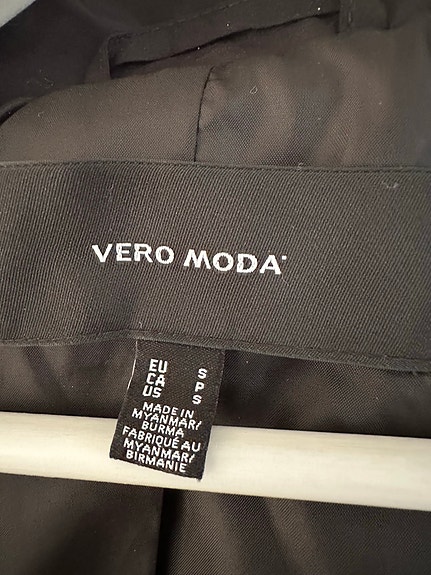 VERO MODA
EU S
CA P
US S
MADE IN
MYANMAR/
BURMA
FABRIQUÉ AU
MYANMAR/
BIRMANIE